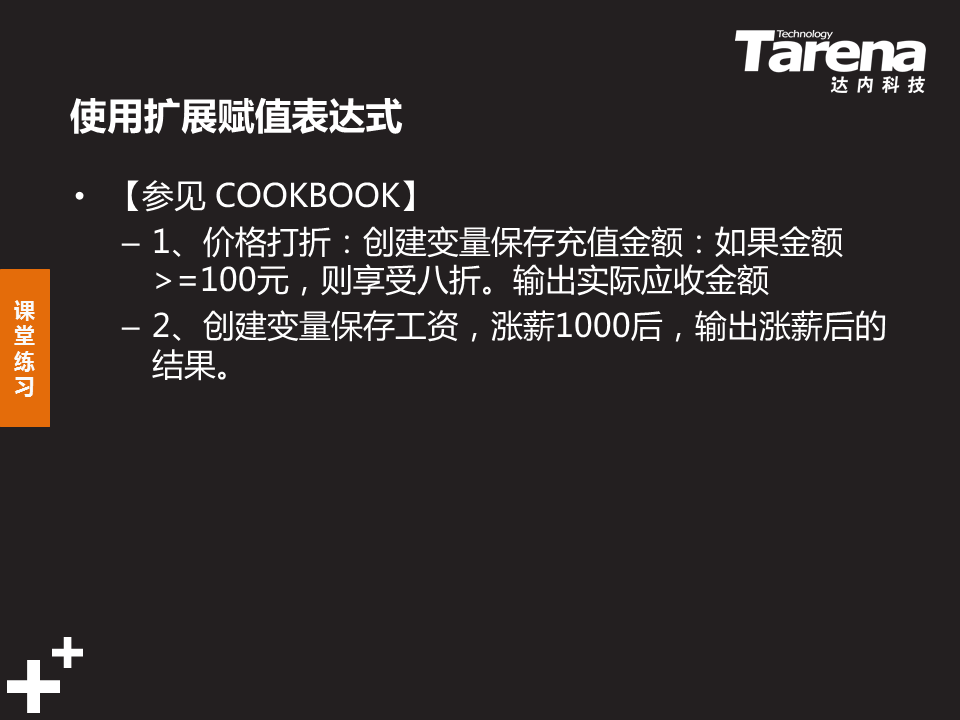 Technology
Tarena
达内科技
使用扩展赋值表达式
• 【参见 COOKBOOK】
– 1、价格打折：创建变量保存充值金额：如果金额
>=100元，则享受八折。输出实际应收金额
– 2、创建变量保存工资，涨薪1000后，输出涨薪后的
结果。
课
堂
练
习